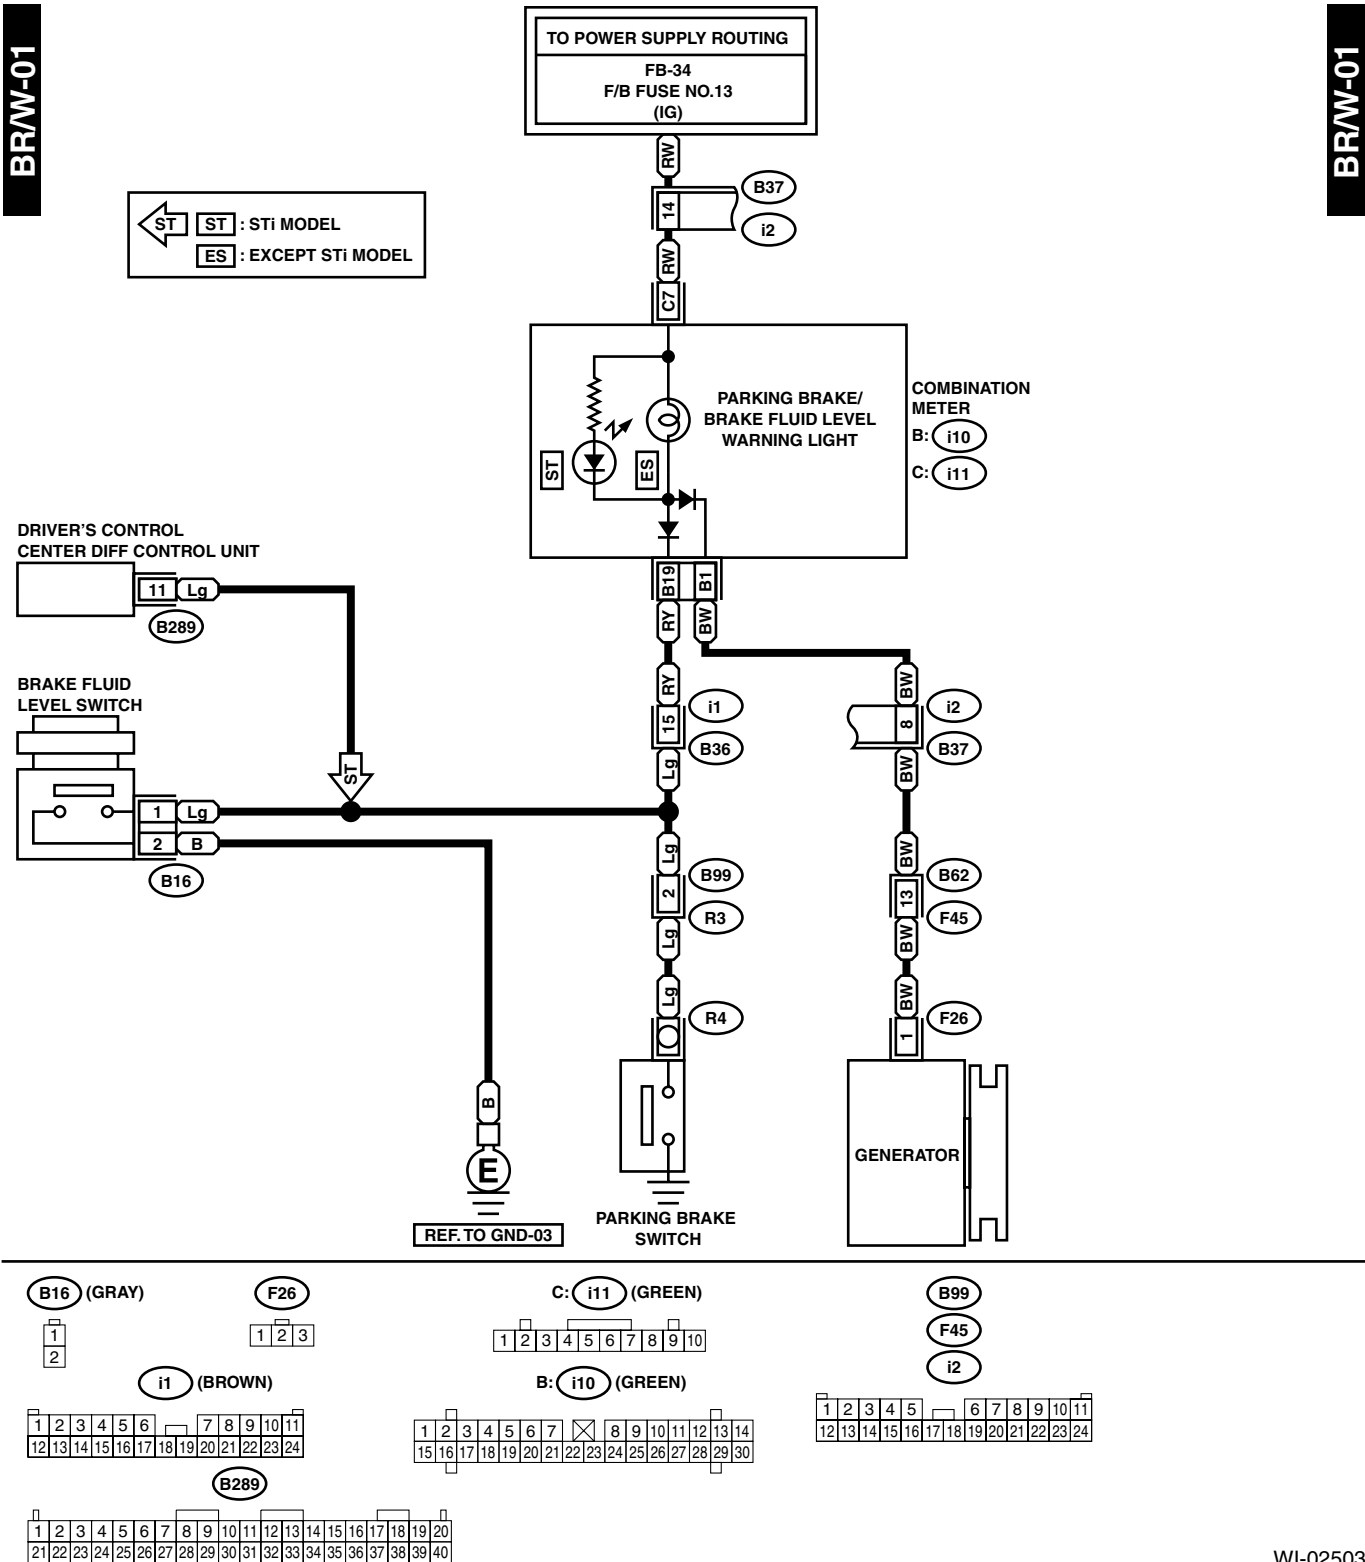 BR/W-01
BR/W-01
TO POWER SUPPLY ROUTING
FB-34
F/B FUSE NO.13
(IG)
RW
14
B37
i2
RW
C7
ST ST : STi MODEL
ES : EXCEPT STi MODEL
PARKING BRAKE/
BRAKE FLUID LEVEL
WARNING LIGHT
ST
ES
COMBINATION
METER
B: i10
C: i11
DRIVER'S CONTROL
CENTER DIFF CONTROL UNIT
11 Lg
B289
B19 B1
RY BW
BRAKE FLUID
LEVEL SWITCH
RY
15
i1
B36
Lg
BW
8
i2
B37
BW
ST
1 Lg
2 B
B16
Lg
2
B99
R3
Lg
BW
13
B62
F45
BW
Lg
R4
BW
1
F26
B
E
REF. TO GND-03
PARKING BRAKE
SWITCH
GENERATOR
B16 (GRAY)
1
2
F26
1 2 3
C: i11 (GREEN)
1 2 3 4 5 6 7 8 9 10
B99
F45
i2
1 2 3 4 5 6 7 8 9 10 11
12 13 14 15 16 17 18 19 20 21 22 23 24
i1 (BROWN)
1 2 3 4 5 6 7 8 9 10 11
12 13 14 15 16 17 18 19 20 21 22 23 24
B: i10 (GREEN)
1 2 3 4 5 6 7 8 9 10 11 12 13 14
15 16 17 18 19 20 21 22 23 24 25 26 27 28 29 30
B289
1 2 3 4 5 6 7 8 9 10 11 12 13 14 15 16 17 18 19 20
21 22 23 24 25 26 27 28 29 30 31 32 33 34 35 36 37 38 39 40
WI-02503